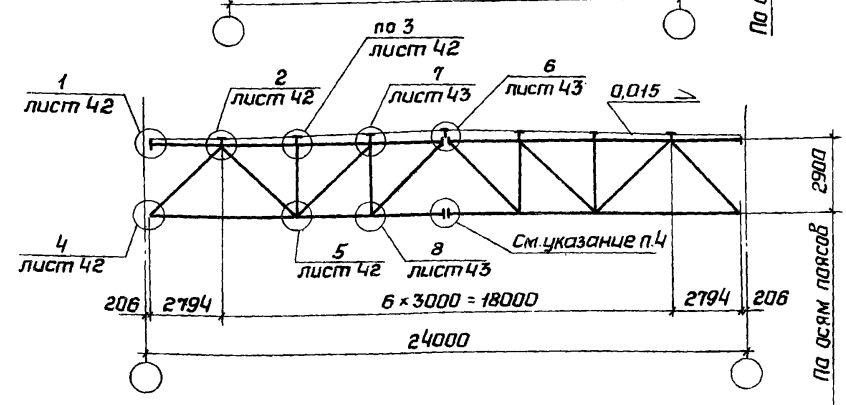 по 3
лист 42
1
лист 42
2
лист 42
7
лист 43
6
лист 43
0,015
2900
4
лист 42
5
лист 42
8
лист 43
См. указание п.4
По осям поясов
206
2794
6 × 3000 = 18000
2794
206
24000